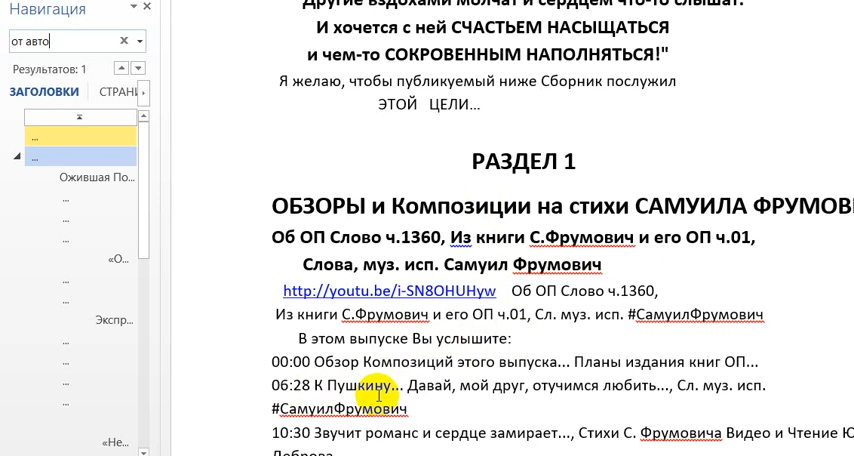 Навигация
от авто
Результатов: 1
ЗАГОЛОВКИ СТРАНИ
...
...
Ожившая По...
...
...
...
«О...
...
...
Экспр...
...
...
...
...
«Не...
другие вздохами молчат и сердцем что-то слышат.
И хочется с ней СЧАСТЬЕМ НАСЫЩАТЬСЯ
и чем-то СОКРОВЕННЫМ НАПОЛНЯТЬСЯ!"
Я желаю, чтобы публикуемый ниже Сборник послужил
ЭТОЙ ЦЕЛИ...
РАЗДЕЛ 1
ОБЗОРЫ и Композиции на стихи САМУИЛА ФРУМОВ
Об ОП Слово ч.1360, Из книги С.Фрумович и его ОП ч.01,
Слова, муз. исп. Самуил Фрумович
http://youtu.be/i-SN8OHUHyw Об ОП Слово ч.1360,
Из книги С.Фрумович и его ОП ч.01, Сл. муз. исп. #СамуилФрумович
В этом выпуске Вы услышите:
00:00 Обзор Композиций этого выпуска... Планы издания книг ОП...
06:28 К Пушкину... Давай, мой друг, отучимся любить..., Сл. муз. исп.
#СамуилФрумович
10:30 Звучит романс и сердце замирает..., Стихи С. Фрумовича Видео и Чтение Ю
Деброва